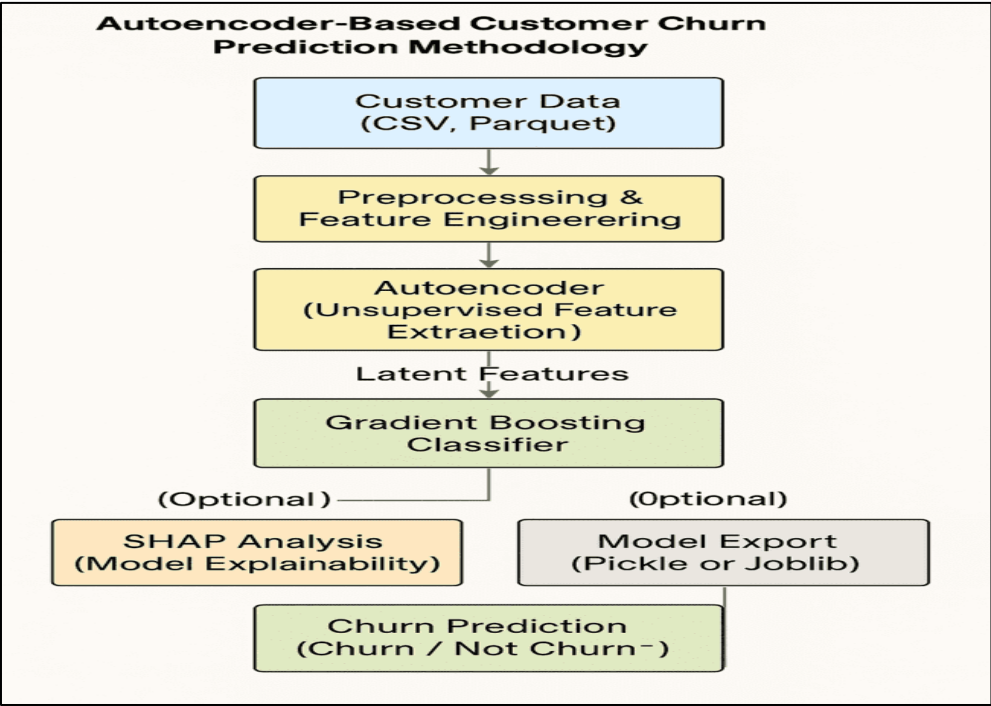 Autoencoder-Based Customer Churn
Prediction Methodology
Customer Data
(CSV, Parquet)
Preprocesssing &
Feature Engineerering
Autoencoder
(Unsupervised Feature
Extraetion)
Latent Features
Gradient Boosting
Classifier
(Optional)
(Optional)
SHAP Analysis
(Model Explainability)
Model Export
(Pickle or Joblib)
Churn Prediction
(Churn / Not Churn⁻)